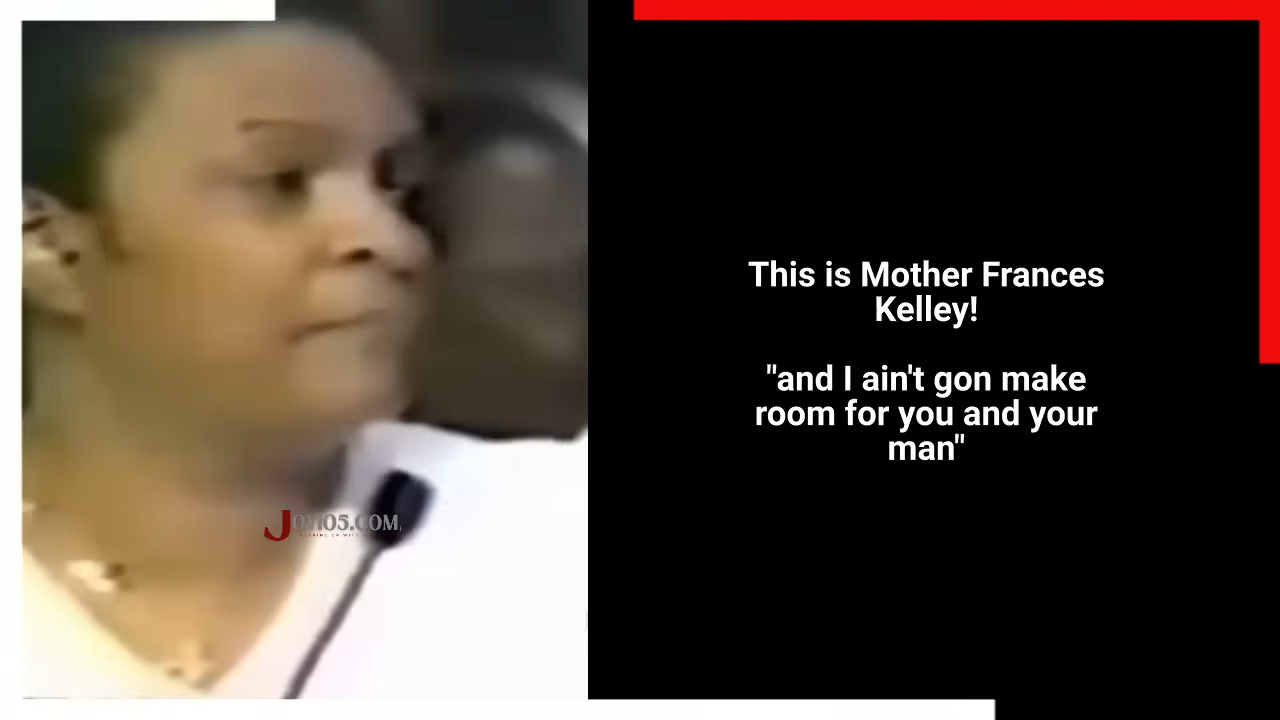 This is Mother Frances
Kelley!
"and I ain't gon make
room for you and your
man"